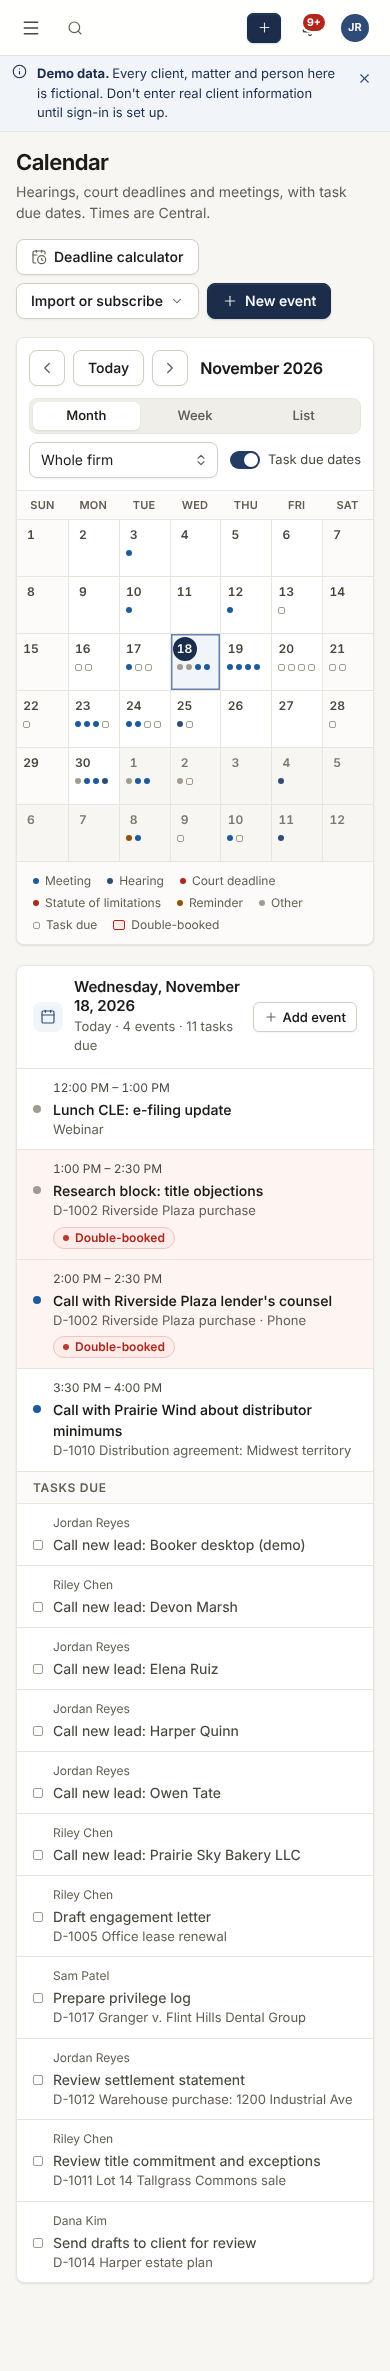 9+
JR
Demo data. Every client, matter and person here
is fictional. Don't enter real client information
until sign-in is set up.
Calendar
Hearings, court deadlines and meetings, with task
due dates. Times are Central.
Deadline calculator
Import or subscribe
New event
Today
November 2026
Month Week List
Whole firm
Task due dates
SUN MON TUE WED THU FRI SAT
1 2 3 4 5 6 7
8 9 10 11 12 13 14
15 16 17 18 19 20 21
22 23 24 25 26 27 28
29 30 1 2 3 4 5
6 7 8 9 10 11 12
Meeting Hearing Court deadline
Statute of limitations Reminder Other
Task due Double-booked
Wednesday, November
18, 2026
Today · 4 events · 11 tasks
due
Add event
12:00 PM – 1:00 PM
Lunch CLE: e-filing update
Webinar
1:00 PM – 2:30 PM
Research block: title objections
D-1002 Riverside Plaza purchase
Double-booked
2:00 PM – 2:30 PM
Call with Riverside Plaza lender's counsel
D-1002 Riverside Plaza purchase · Phone
Double-booked
3:30 PM – 4:00 PM
Call with Prairie Wind about distributor
minimums
D-1010 Distribution agreement: Midwest territory
TASKS DUE
Jordan Reyes
Call new lead: Booker desktop (demo)
Riley Chen
Call new lead: Devon Marsh
Jordan Reyes
Call new lead: Elena Ruiz
Jordan Reyes
Call new lead: Harper Quinn
Jordan Reyes
Call new lead: Owen Tate
Riley Chen
Call new lead: Prairie Sky Bakery LLC
Riley Chen
Draft engagement letter
D-1005 Office lease renewal
Sam Patel
Prepare privilege log
D-1017 Granger v. Flint Hills Dental Group
Jordan Reyes
Review settlement statement
D-1012 Warehouse purchase: 1200 Industrial Ave
Riley Chen
Review title commitment and exceptions
D-1011 Lot 14 Tallgrass Commons sale
Dana Kim
Send drafts to client for review
D-1014 Harper estate plan